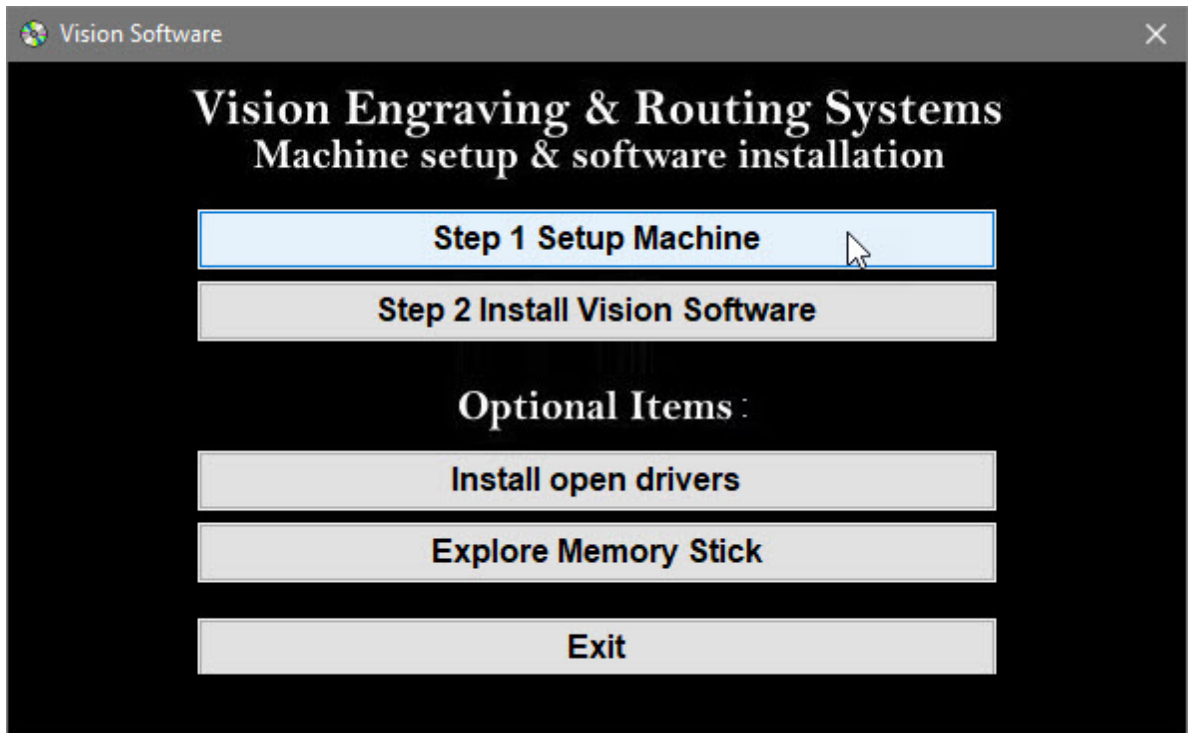 Vision Software
Vision Engraving & Routing Systems
Machine setup & software installation
Step 1 Setup Machine
Step 2 Install Vision Software
Optional Items :
Install open drivers
Explore Memory Stick
Exit